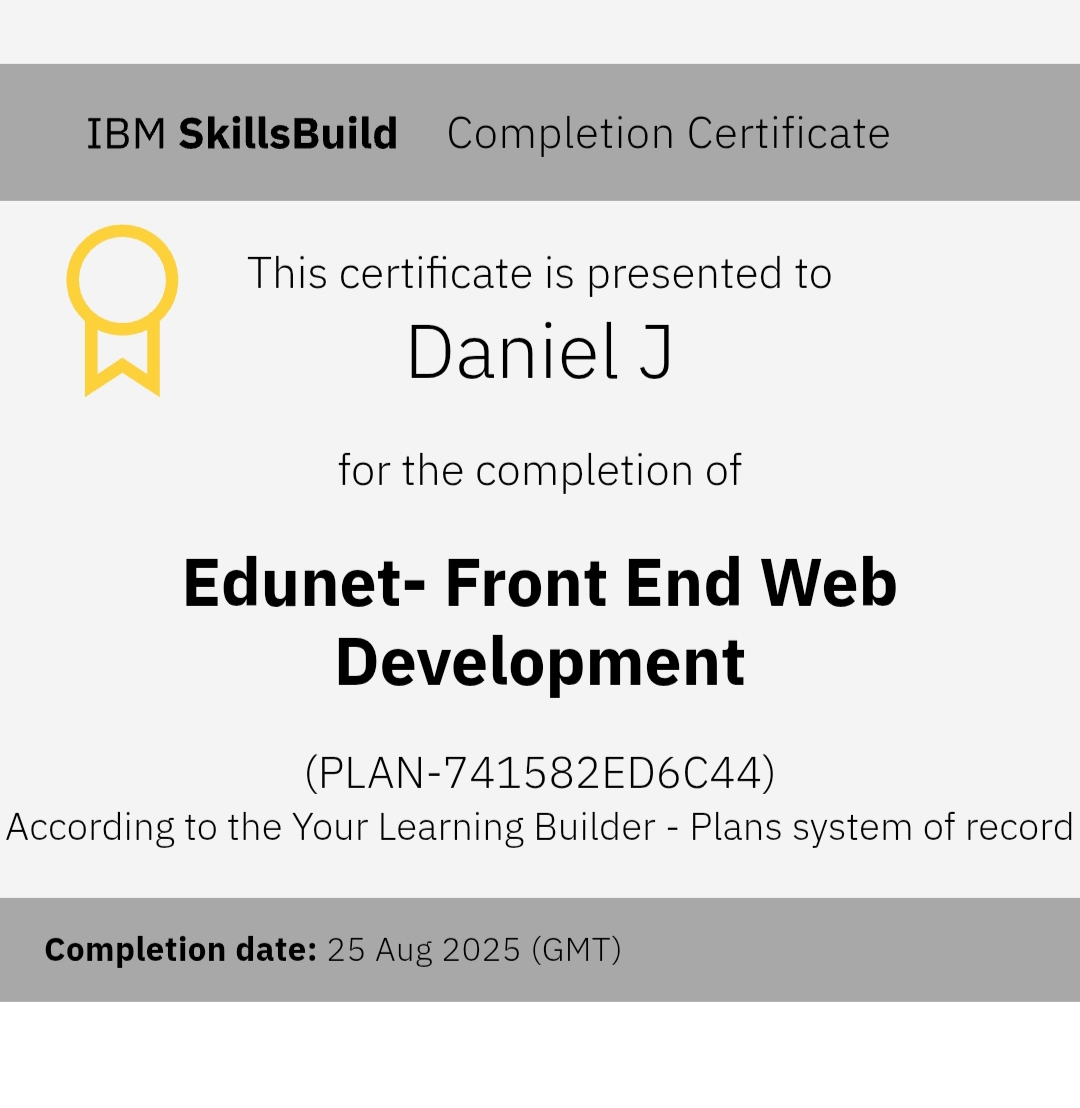 IBM SkillsBuild Completion Certificate
This certificate is presented to
Daniel J
for the completion of
Edunet- Front End Web
Development
(PLAN-741582ED6C44)
According to the Your Learning Builder - Plans system of record
Completion date: 25 Aug 2025 (GMT)